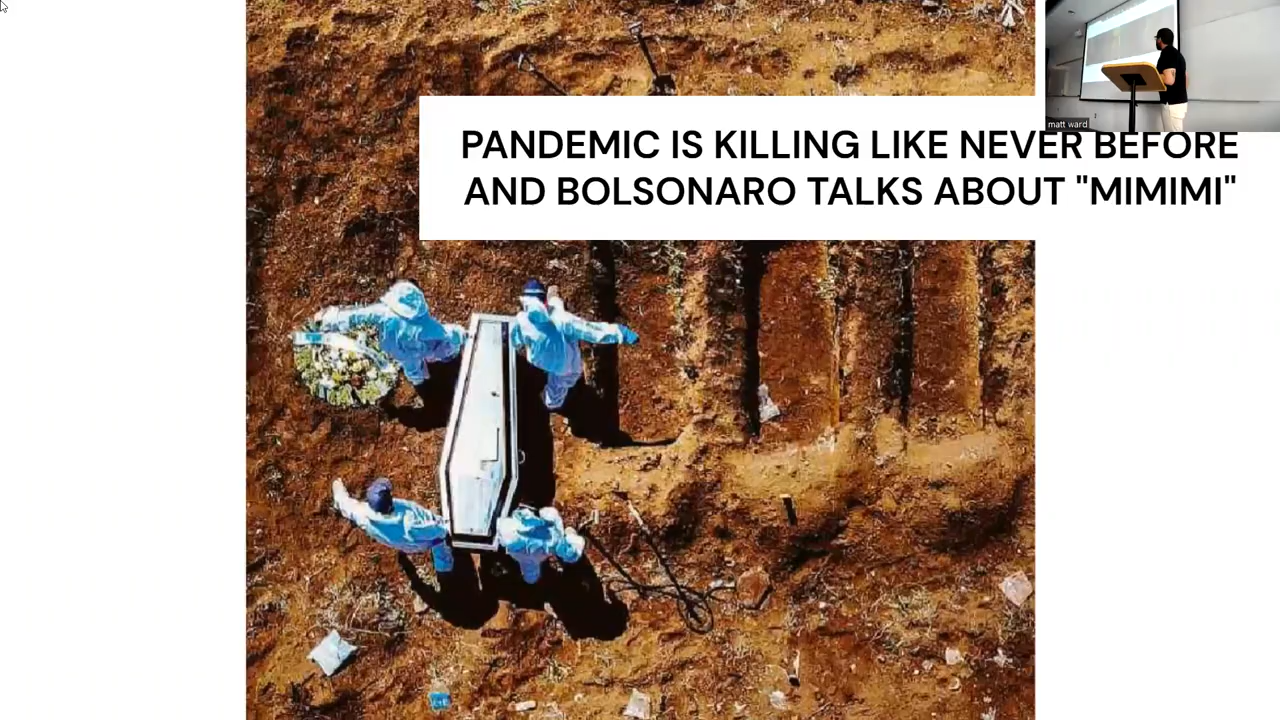 PANDEMIC IS KILLING LIKE NEVER BEFORE
AND BOLSONARO TALKS ABOUT "MIMIMI"
matt ward